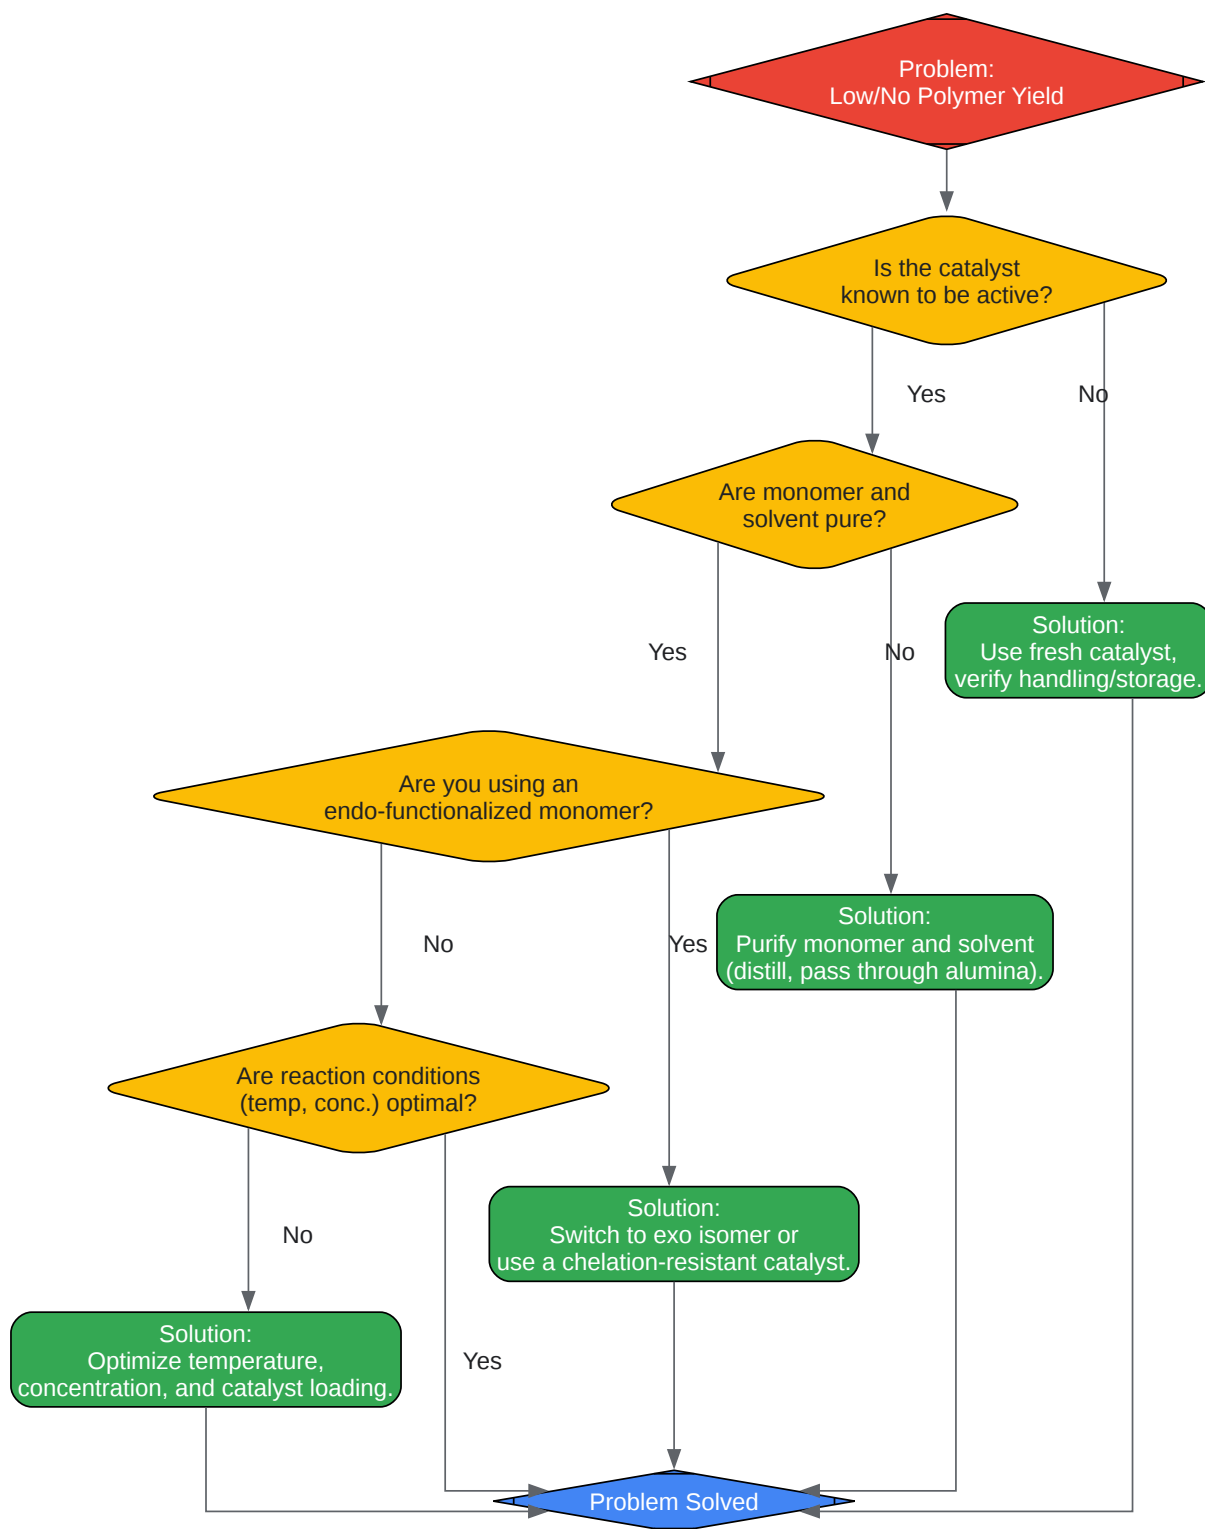 Problem:
Low/No Polymer Yield
Is the catalyst
known to be active?
Yes
No
Are monomer and
solvent pure?
Yes
No
Solution:
Use fresh catalyst,
verify handling/storage.
Are you using an
endo-functionalized monomer?
No
Yes
Solution:
Purify monomer and solvent
(distill, pass through alumina).
Are reaction conditions
(temp, conc.) optimal?
No
Yes
Solution:
Switch to exo isomer or
use a chelation-resistant catalyst.
Solution:
Optimize temperature,
concentration, and catalyst loading.
Problem Solved